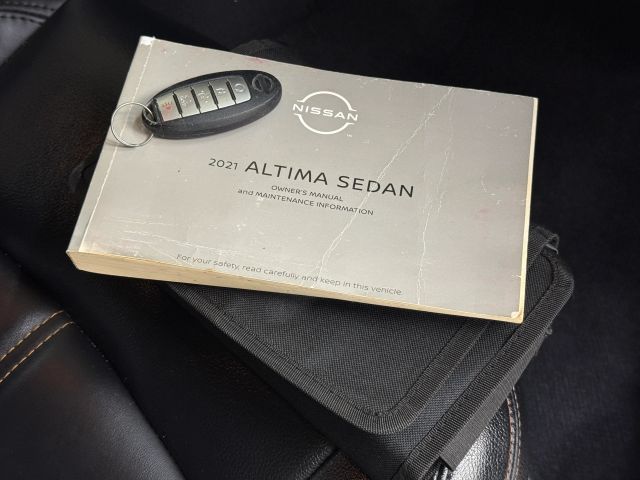 NISSAN
2021 ALTIMA SEDAN
OWNER'S MANUAL
and MAINTENANCE INFORMATION
For your safety, read carefully and keep in this vehicle.